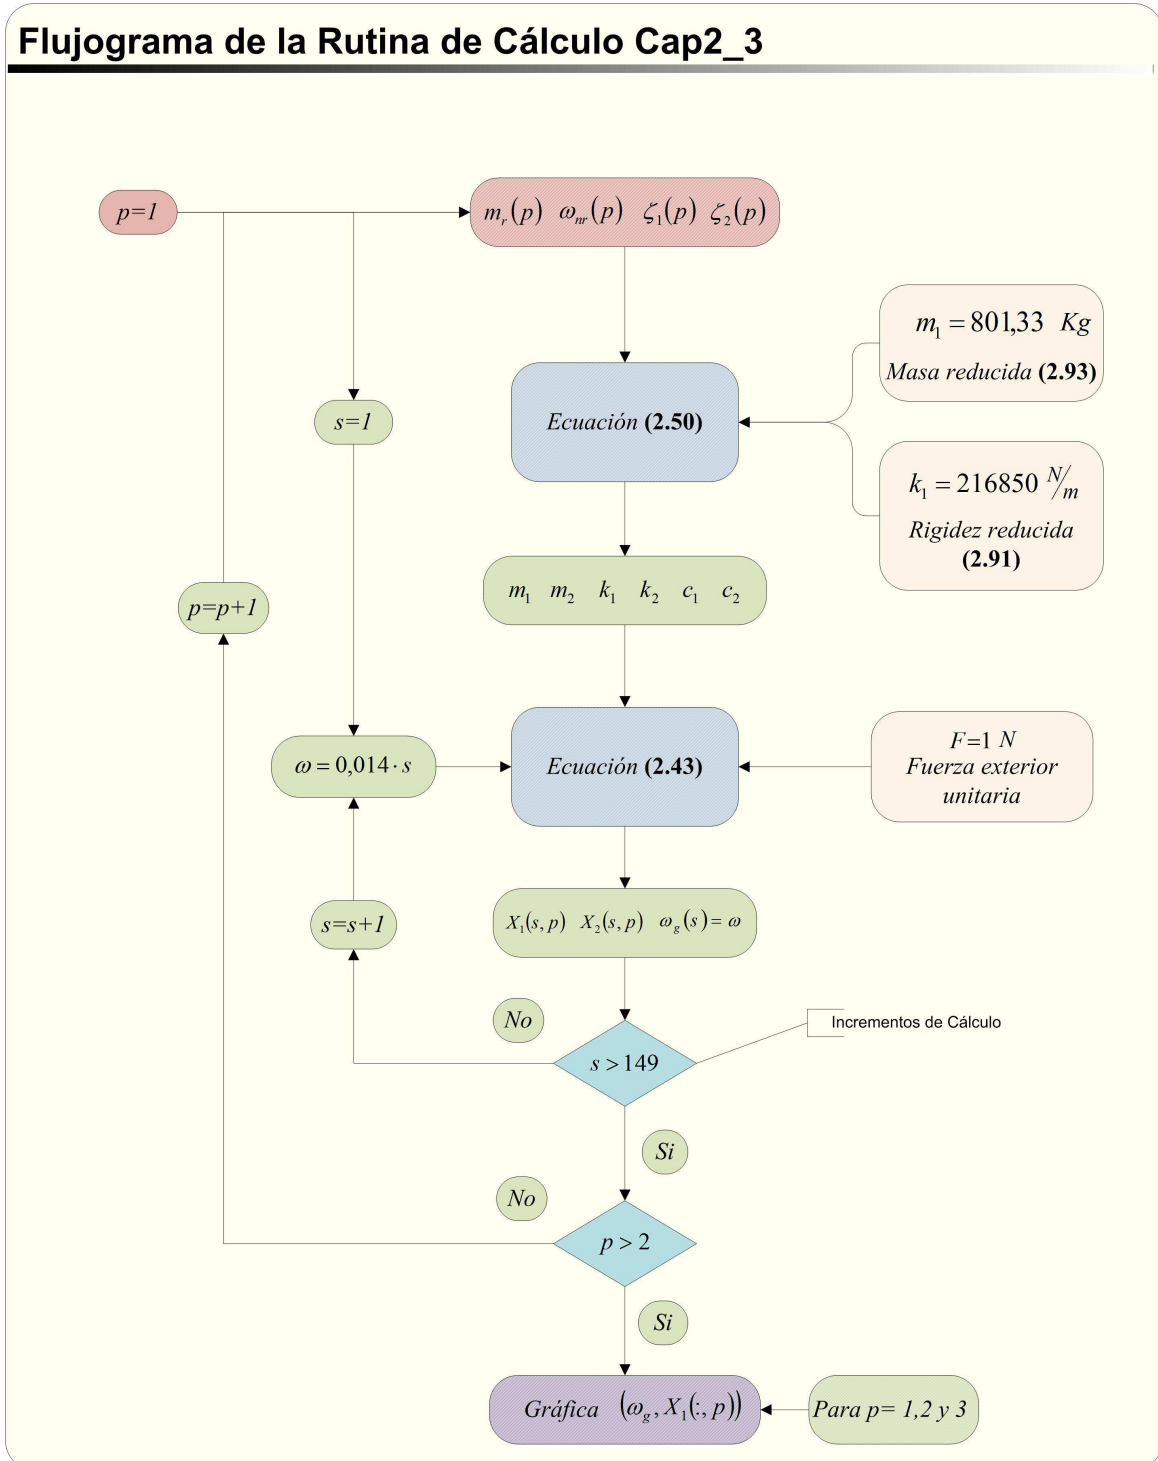 Flujograma de la Rutina de Cálculo Cap2_3
p=1
m_r(p) ω_nr(p) ζ_1(p) ζ_2(p)
m_1 = 801,33 Kg
Masa reducida (2.93)
s=1
Ecuación (2.50)
k_1 = 216850 N/m
Rigidez reducida
(2.91)
p=p+1
m_1 m_2 k_1 k_2 c_1 c_2
ω = 0,014 · s
Ecuación (2.43)
F=1 N
Fuerza exterior
unitaria
s=s+1
X_1(s, p) X_2(s, p) ω_g(s) = ω
No
Incrementos de Cálculo
s > 149
Si
No
p > 2
Si
Gráfica (ω_g, X_1(:, p))
Para p= 1,2 y 3